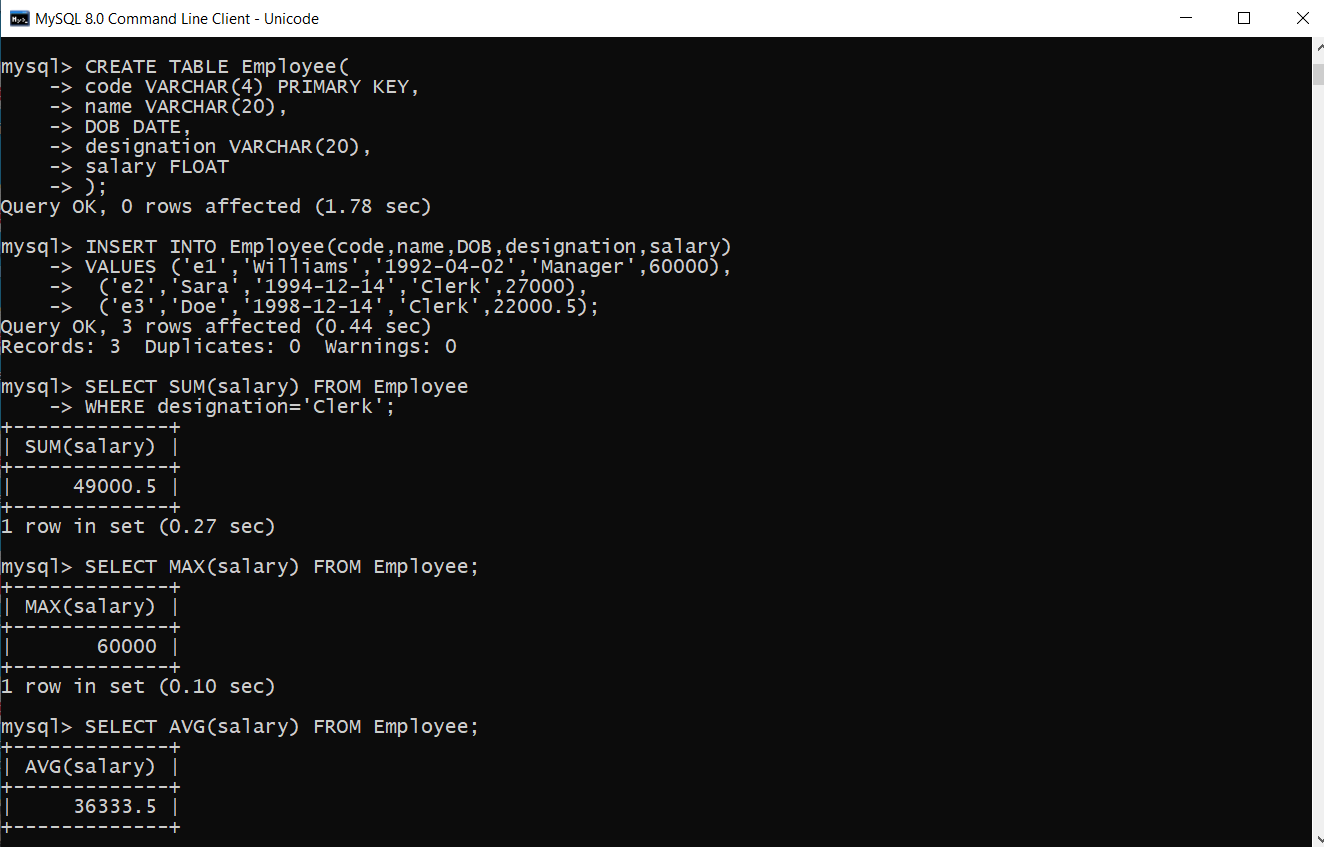 MySQL 8.0 Command Line Client - Unicode
mysql> CREATE TABLE Employee(
    -> code VARCHAR(4) PRIMARY KEY,
    -> name VARCHAR(20),
    -> DOB DATE,
    -> designation VARCHAR(20),
    -> salary FLOAT
    -> );
Query OK, 0 rows affected (1.78 sec)

mysql> INSERT INTO Employee(code,name,DOB,designation,salary)
    -> VALUES ('e1','Williams','1992-04-02','Manager',60000),
    ->  ('e2','Sara','1994-12-14','Clerk',27000),
    ->  ('e3','Doe','1998-12-14','Clerk',22000.5);
Query OK, 3 rows affected (0.44 sec)
Records: 3  Duplicates: 0  Warnings: 0

mysql> SELECT SUM(salary) FROM Employee
    -> WHERE designation='Clerk';
+-------------+
| SUM(salary) |
+-------------+
|     49000.5 |
+-------------+
1 row in set (0.27 sec)

mysql> SELECT MAX(salary) FROM Employee;
+-------------+
| MAX(salary) |
+-------------+
|       60000 |
+-------------+
1 row in set (0.10 sec)

mysql> SELECT AVG(salary) FROM Employee;
+-------------+
| AVG(salary) |
+-------------+
|     36333.5 |
+-------------+